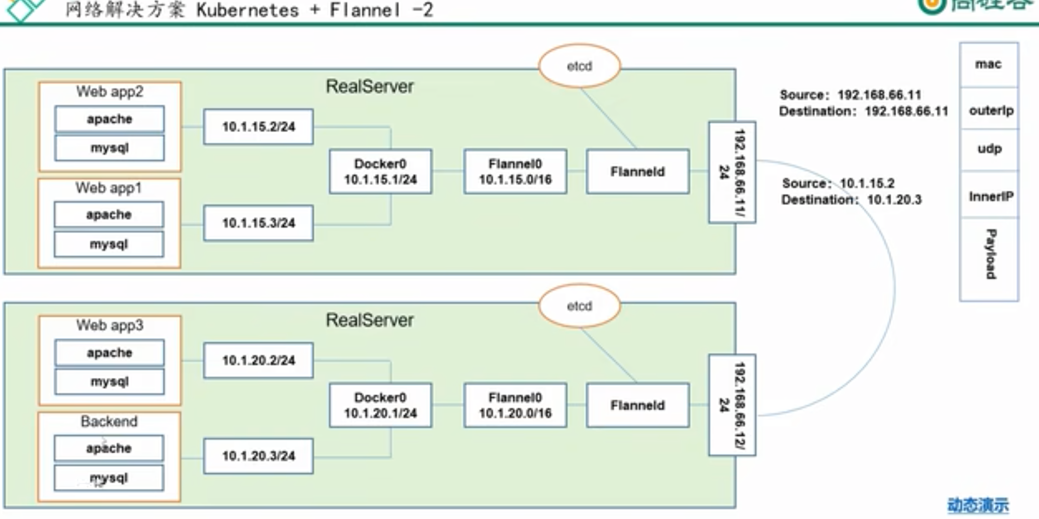 网络解决方案 Kubernetes + Flannel -2
尚硅谷
RealServer
etcd
Web app2
apache
mysql
10.1.15.2/24
Web app1
apache
mysql
10.1.15.3/24
Docker0
10.1.15.1/24
Flannel0
10.1.15.0/16
Flanneld
192.168.66.11/
24
Source：192.168.66.11
Destination：192.168.66.11
Source：10.1.15.2
Destination：10.1.20.3
mac
outerIp
udp
InnerIP
Payload
RealServer
etcd
Web app3
apache
mysql
10.1.20.2/24
Backend
apache
mysql
10.1.20.3/24
Docker0
10.1.20.1/24
Flannel0
10.1.20.0/16
Flanneld
192.168.66.12/
24
动态演示